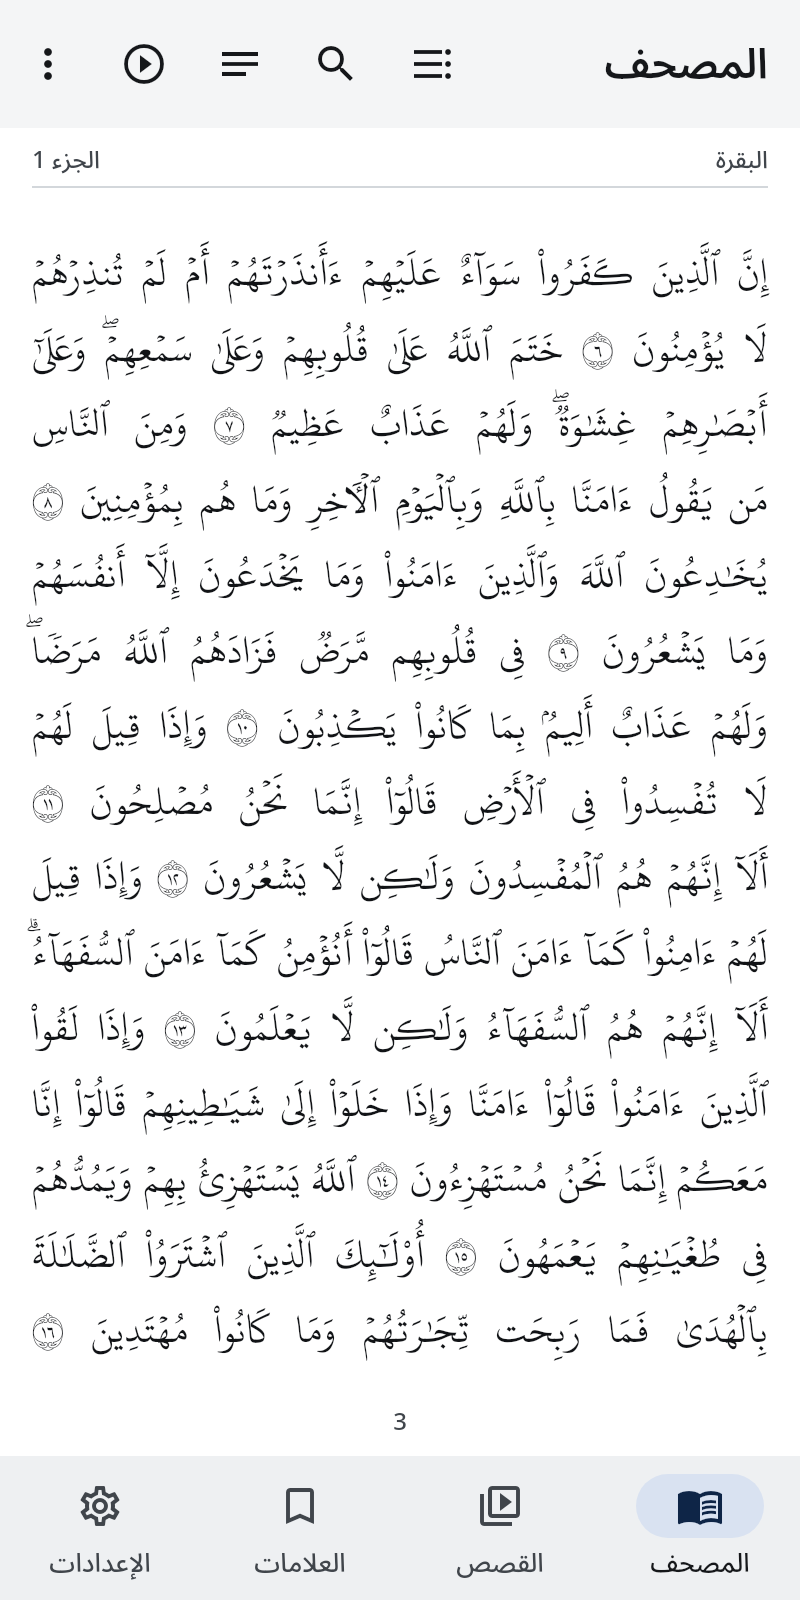 المصحف
البقرة
الجزء 1
إِنَّ ٱلَّذِينَ كَفَرُوا۟ سَوَآءٌ عَلَيْهِمْ ءَأَنذَرْتَهُمْ أَمْ لَمْ تُنذِرْهُمْ
لَا يُؤْمِنُونَ ٦ خَتَمَ ٱللَّهُ عَلَىٰ قُلُوبِهِمْ وَعَلَىٰ سَمْعِهِمْ ۖ وَعَلَىٰٓ
أَبْصَـٰرِهِمْ غِشَـٰوَةٌ ۖ وَلَهُمْ عَذَابٌ عَظِيمٌ ٧ وَمِنَ ٱلنَّاسِ
مَن يَقُولُ ءَامَنَّا بِٱللَّهِ وَبِٱلْيَوْمِ ٱلْـَٔاخِرِ وَمَا هُم بِمُؤْمِنِينَ ٨
يُخَـٰدِعُونَ ٱللَّهَ وَٱلَّذِينَ ءَامَنُوا۟ وَمَا يَخْدَعُونَ إِلَّآ أَنفُسَهُمْ
وَمَا يَشْعُرُونَ ٩ فِى قُلُوبِهِم مَّرَضٌ فَزَادَهُمُ ٱللَّهُ مَرَضًا ۖ
وَلَهُمْ عَذَابٌ أَلِيمٌۢ بِمَا كَانُوا۟ يَكْذِبُونَ ١٠ وَإِذَا قِيلَ لَهُمْ
لَا تُفْسِدُوا۟ فِى ٱلْأَرْضِ قَالُوٓا۟ إِنَّمَا نَحْنُ مُصْلِحُونَ ١١
أَلَآ إِنَّهُمْ هُمُ ٱلْمُفْسِدُونَ وَلَـٰكِن لَّا يَشْعُرُونَ ١٢ وَإِذَا قِيلَ
لَهُمْ ءَامِنُوا۟ كَمَآ ءَامَنَ ٱلنَّاسُ قَالُوٓا۟ أَنُؤْمِنُ كَمَآ ءَامَنَ ٱلسُّفَهَآءُ ۗ
أَلَآ إِنَّهُمْ هُمُ ٱلسُّفَهَآءُ وَلَـٰكِن لَّا يَعْلَمُونَ ١٣ وَإِذَا لَقُوا۟
ٱلَّذِينَ ءَامَنُوا۟ قَالُوٓا۟ ءَامَنَّا وَإِذَا خَلَوْا۟ إِلَىٰ شَيَـٰطِينِهِمْ قَالُوٓا۟ إِنَّا
مَعَكُمْ إِنَّمَا نَحْنُ مُسْتَهْزِءُونَ ١٤ ٱللَّهُ يَسْتَهْزِئُ بِهِمْ وَيَمُدُّهُمْ
فِى طُغْيَـٰنِهِمْ يَعْمَهُونَ ١٥ أُو۟لَـٰٓئِكَ ٱلَّذِينَ ٱشْتَرَوُا۟ ٱلضَّلَـٰلَةَ
بِٱلْهُدَىٰ فَمَا رَبِحَت تِّجَـٰرَتُهُمْ وَمَا كَانُوا۟ مُهْتَدِينَ ١٦
3
المصحف
القصص
العلامات
الإعدادات